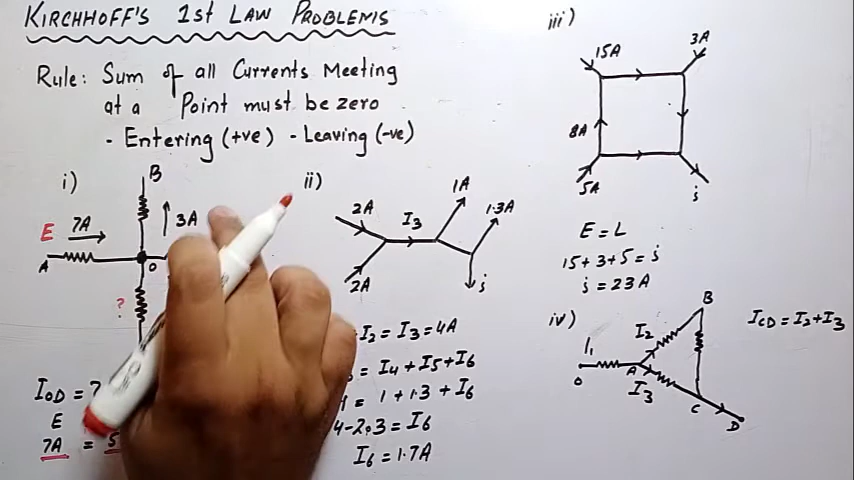 KIRCHHOFF'S 1st LAW PROBLEMS
Rule: Sum of all Currents Meeting
at a Point must be zero
- Entering (+ve) - Leaving (-ve)
i)
B
E
7A
3A
A
O
?
IOD = ?
E
7A = 5
ii)
2A
I3
1A
1.3A
2A
i
I2 = I3 = 4A
= I4 + I5 + I6
= 1 + 1.3 + I6
4 - 2.3 = I6
I6 = 1.7A
iii)
15A
3A
8A
5A
i
E = L
15 + 3 + 5 = i
i = 23A
iv)
B
I1
I2
O
A
I3
C
D
ICD = I2 + I3